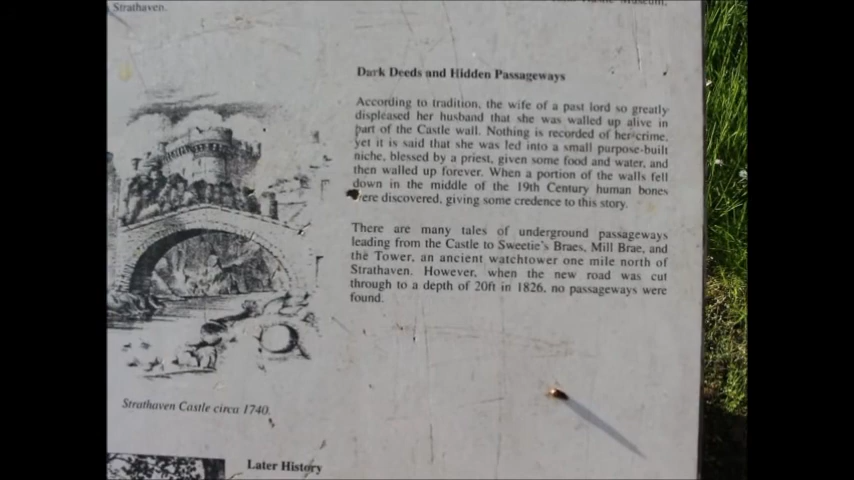 Strathaven.
Museum,
Dark Deeds and Hidden Passageways
According to tradition, the wife of a past lord so greatly
displeased her husband that she was walled up alive in
part of the Castle wall. Nothing is recorded of her crime,
yet it is said that she was led into a small purpose-built
niche, blessed by a priest, given some food and water, and
then walled up forever. When a portion of the walls fell
down in the middle of the 19th Century human bones
were discovered, giving some credence to this story.
There are many tales of underground passageways
leading from the Castle to Sweetie's Braes, Mill Brae, and
the Tower, an ancient watchtower one mile north of
Strathaven. However, when the new road was cut
through to a depth of 20ft in 1826, no passageways were
found.
Strathaven Castle circa 1740.
Later History